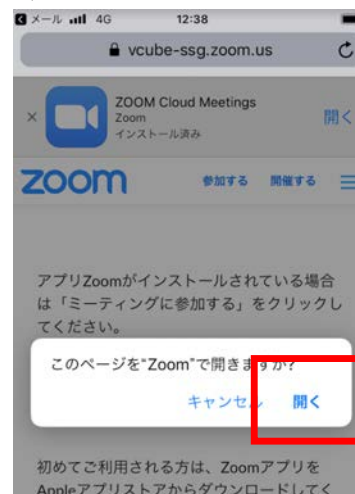 メール 4G 12:38
vcube-ssg.zoom.us
ZOOM Cloud Meetings
Zoom
インストール済み
開く
zoom 参加する 開催する
アプリZoomがインストールされている場合
は「ミーティングに参加する」をクリックし
てください。
このページを"Zoom"で開きますか?
キャンセル 開く
初めてご利用される方は、Zoomアプリを
Appleアプリストアからダウンロードしてく